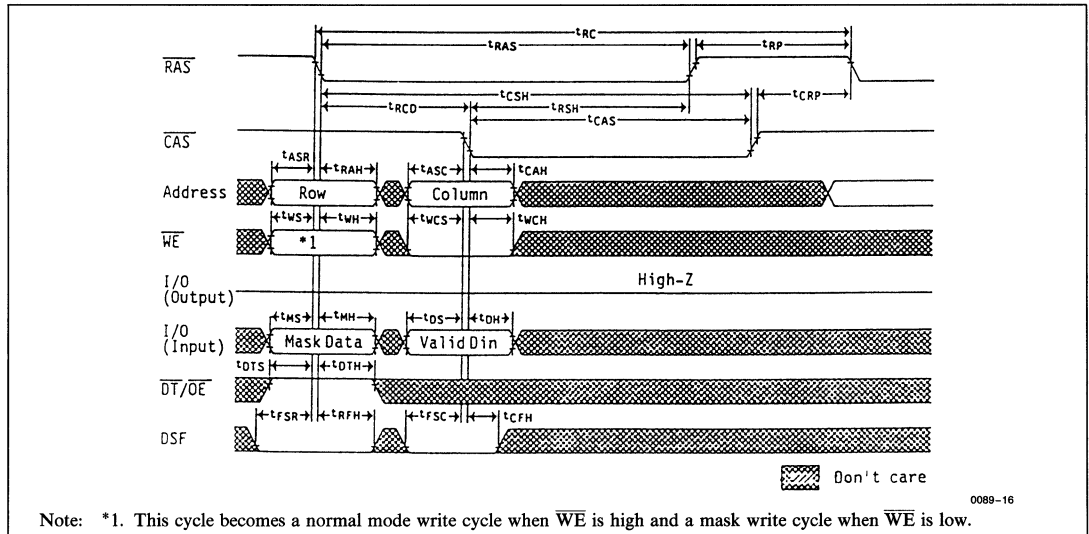 tRC
tRAS tRP
RAS
tCSH tCRP
tRCD tRSH
tCAS
CAS
tASR tRAH tASC tCAH
Address Row Column
tWS tWH tWCS tWCH
WE *1
I/O (Output) High-Z
tMS tMH tDS tDH
I/O (Input) Mask Data Valid Din
tDTS tDTH
DT/OE
tFSR tRFH tFSC tCFH
DSF
Don't care
0089–16
Note: *1. This cycle becomes a normal mode write cycle when WE is high and a mask write cycle when WE is low.